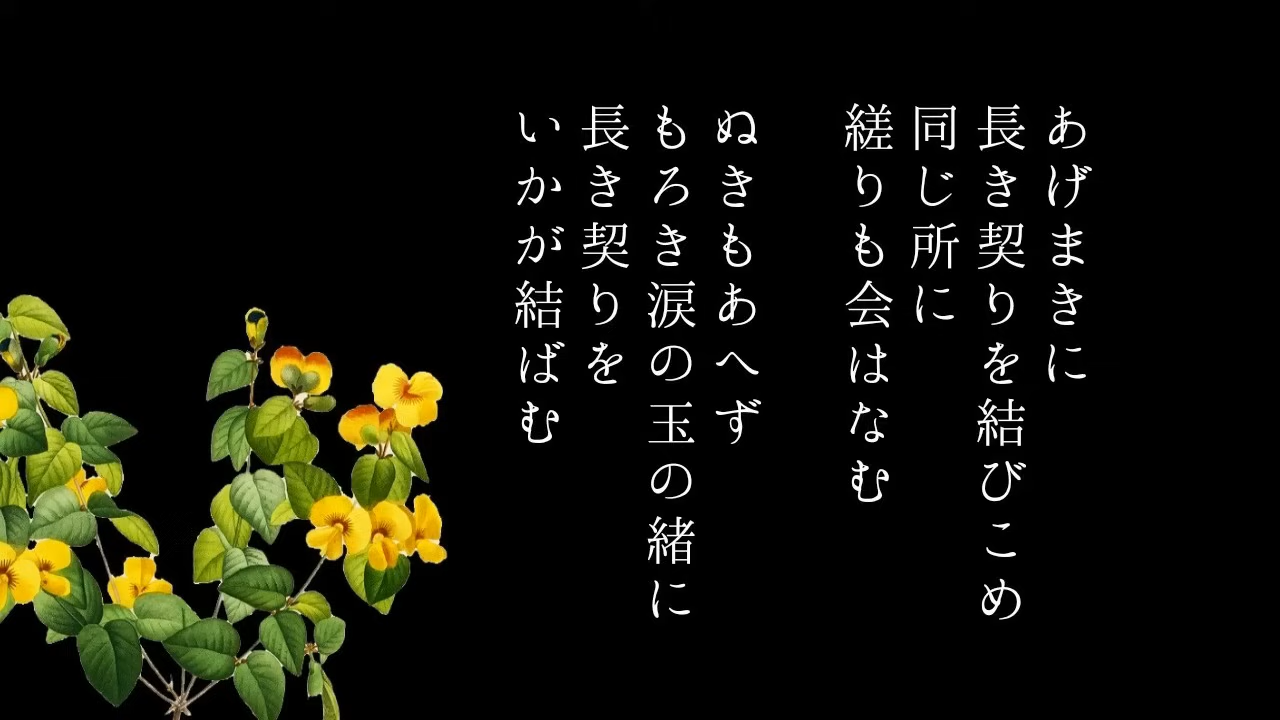 あげまきに
長き契りを結びこめ
同じ所に
縒りも会はなむ
ぬきもあへず
もろき涙の玉の緒に
長き契りを
いかが結ばむ